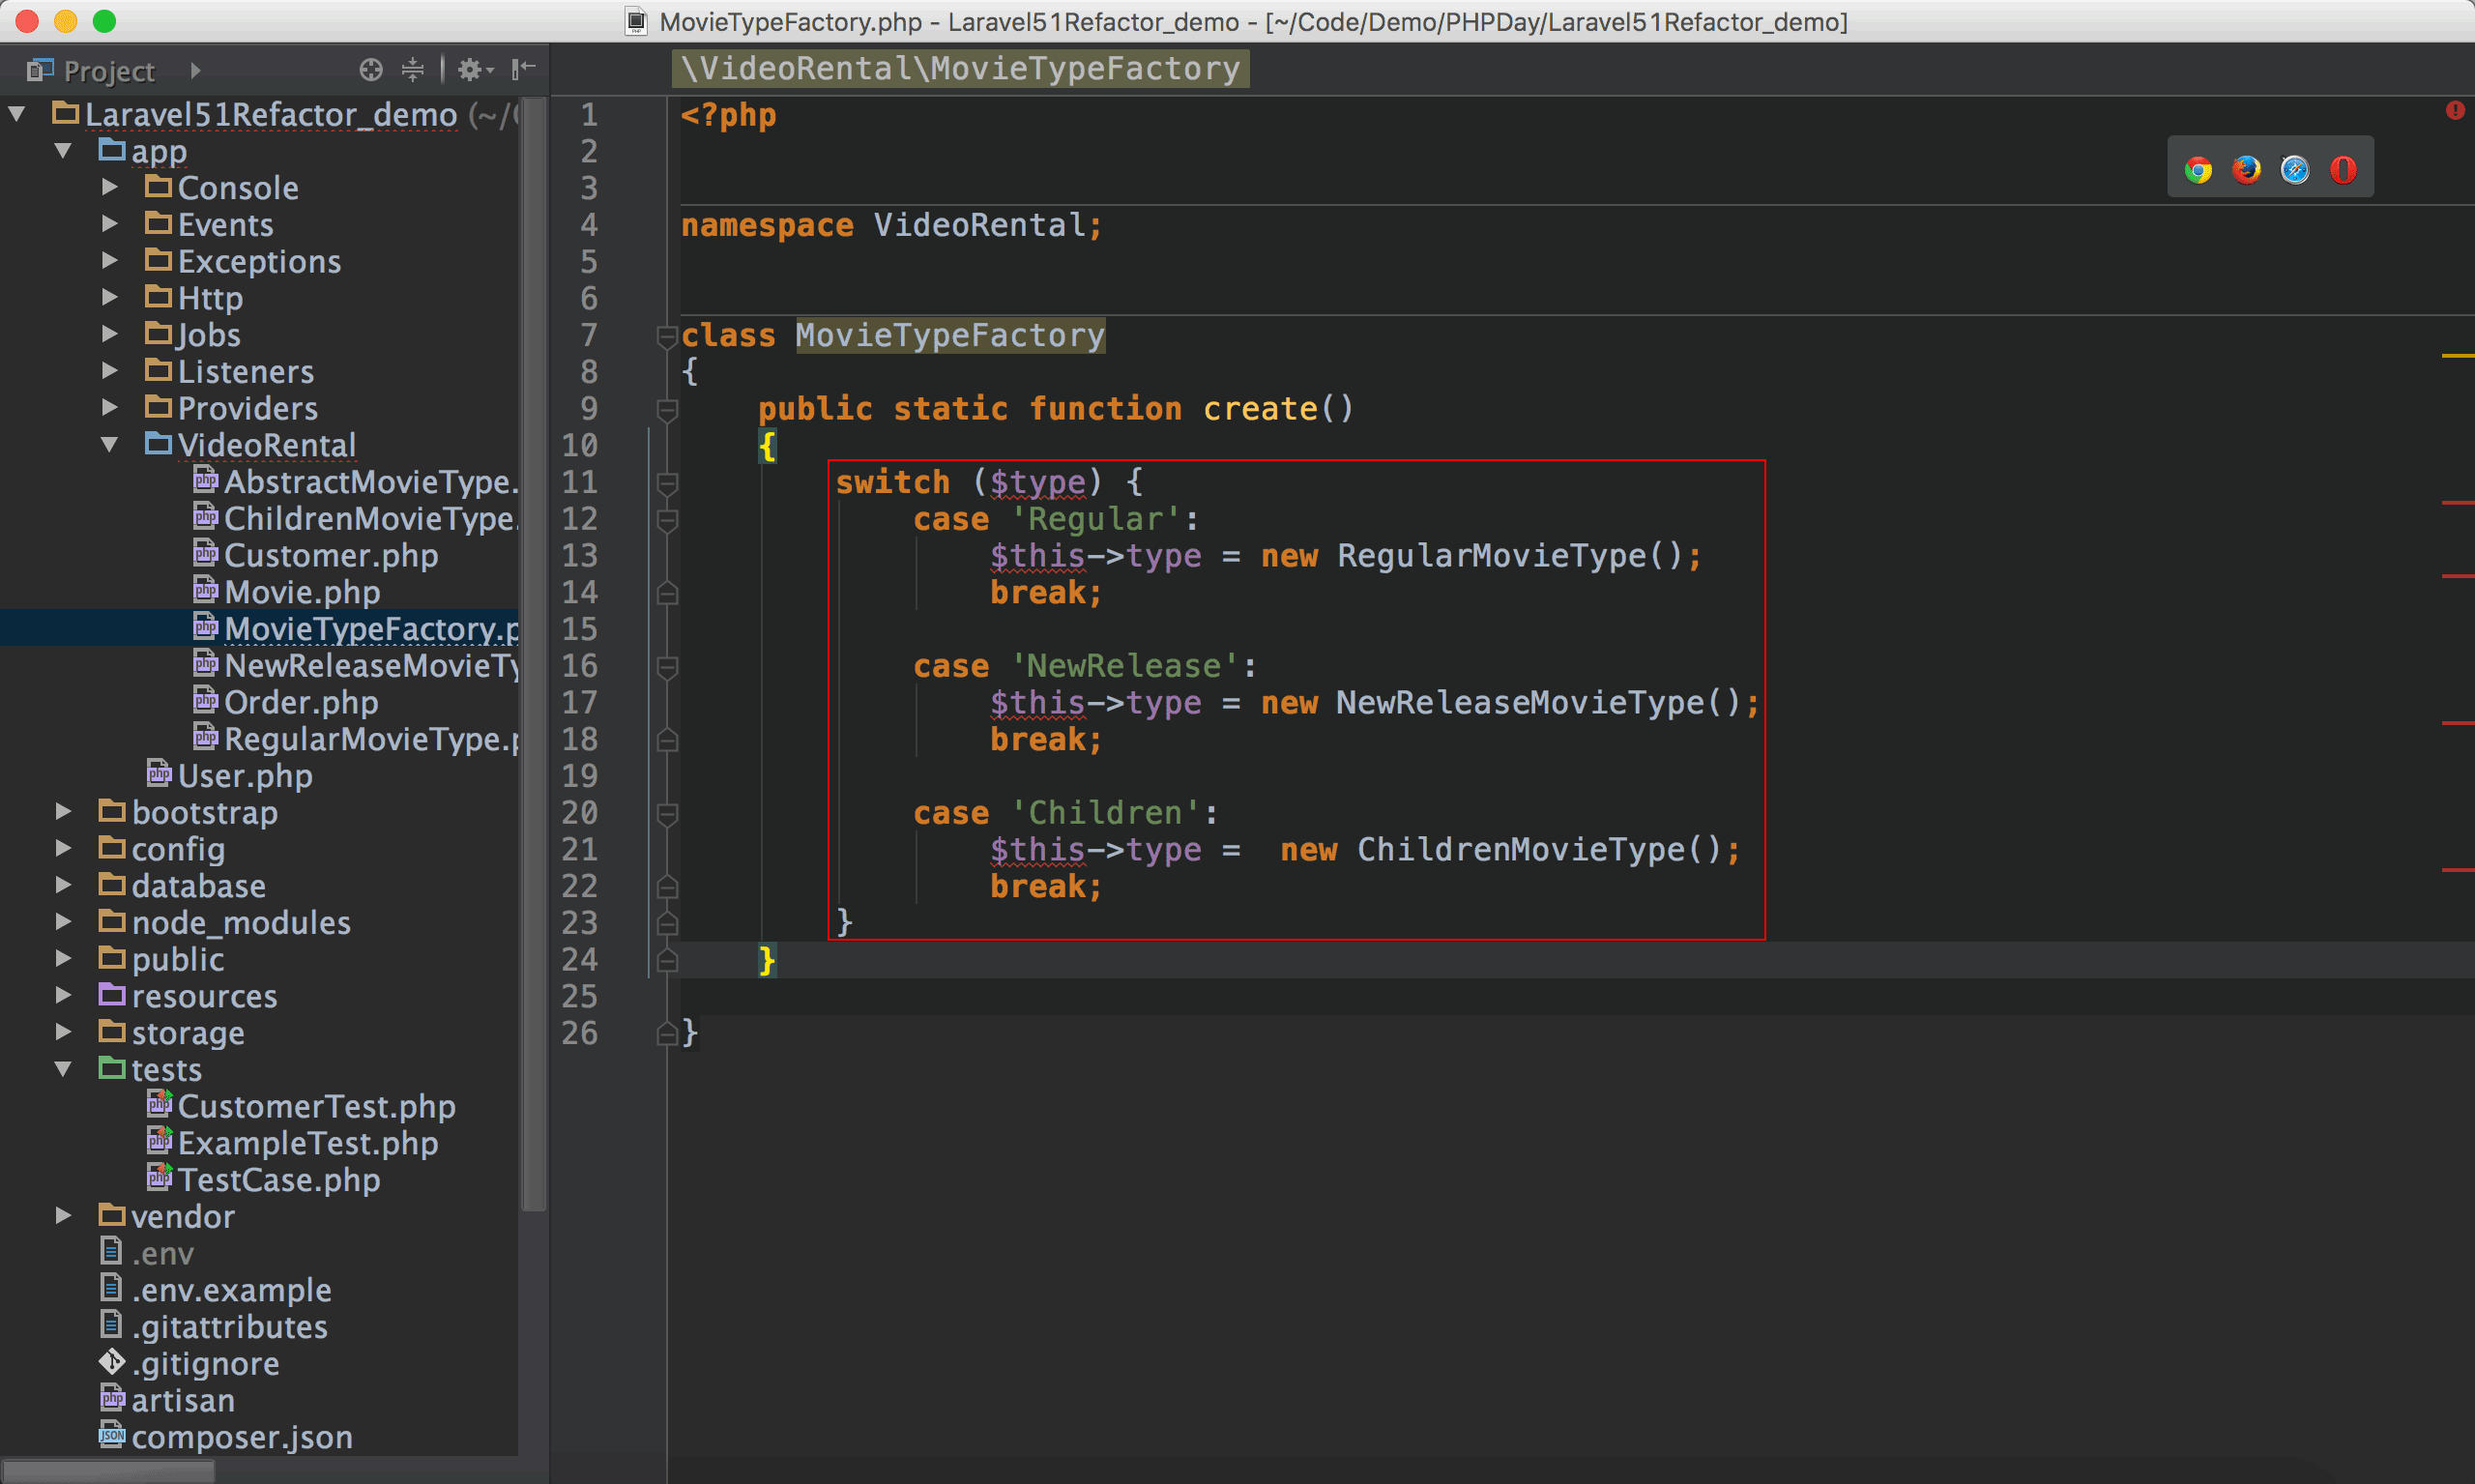 MovieTypeFactory.php - Laravel51Refactor_demo - [~/Code/Demo/PHPDay/Laravel51Refactor_demo]
Project
Laravel51Refactor_demo (~/
app
Console
Events
Exceptions
Http
Jobs
Listeners
Providers
VideoRental
AbstractMovieType.
ChildrenMovieType.
Customer.php
Movie.php
MovieTypeFactory.p
NewReleaseMovieTy
Order.php
RegularMovieType.p
User.php
bootstrap
config
database
node_modules
public
resources
storage
tests
CustomerTest.php
ExampleTest.php
TestCase.php
vendor
.env
.env.example
.gitattributes
.gitignore
artisan
composer.json
\VideoRental\MovieTypeFactory
1 <?php
2
3
4 namespace VideoRental;
5
6
7 class MovieTypeFactory
8 {
9     public static function create()
10     {
11         switch ($type) {
12             case 'Regular':
13                 $this->type = new RegularMovieType();
14                 break;
15
16             case 'NewRelease':
17                 $this->type = new NewReleaseMovieType();
18                 break;
19
20             case 'Children':
21                 $this->type =  new ChildrenMovieType();
22                 break;
23         }
24     }
25
26 }